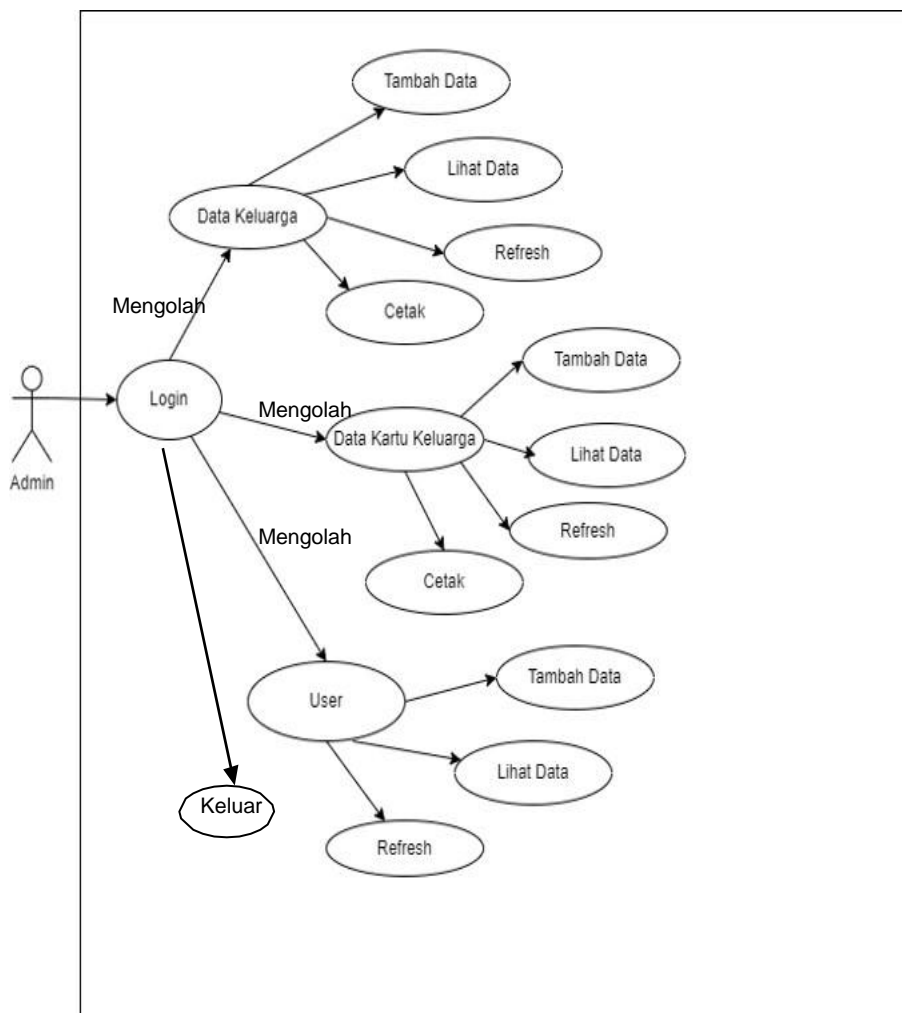 Tambah Data
Lihat Data
Data Keluarga
Refresh
Mengolah
Cetak
Tambah Data
Login
Mengolah
Data Kartu Keluarga
Lihat Data
Admin
Refresh
Mengolah
Cetak
Tambah Data
User
Lihat Data
Keluar
Refresh